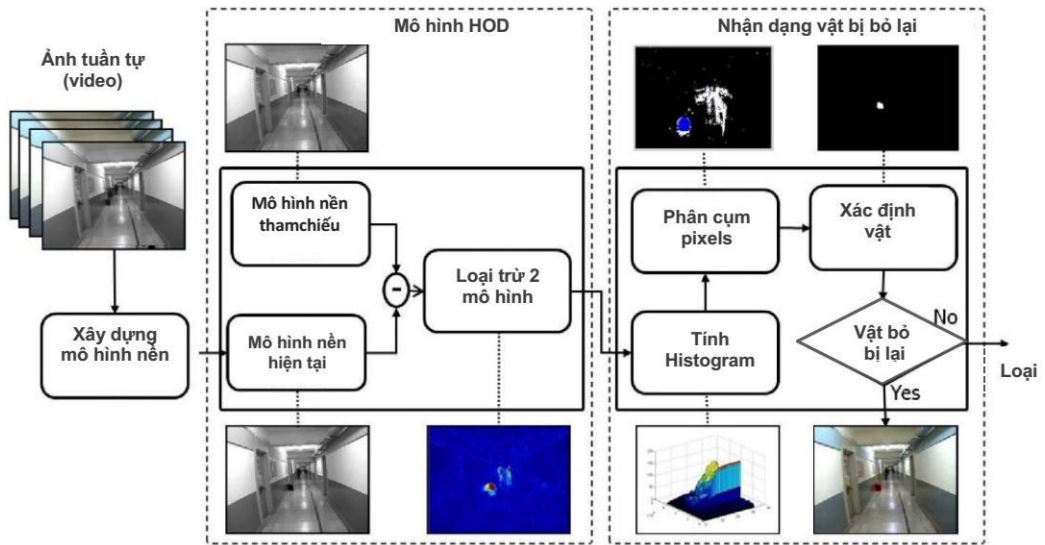 Mô hình HOD
Nhận dạng vật bị bỏ lại
Ảnh tuần tự
(video)
Mô hình nền
thamchiếu
Phân cụm
pixels
Xác định
vật
-
Loại trừ 2
mô hình
Xây dựng
mô hình nền
Mô hình nền
hiện tại
Tính
Histogram
Vật bỏ
bị lại
No
Loại
Yes